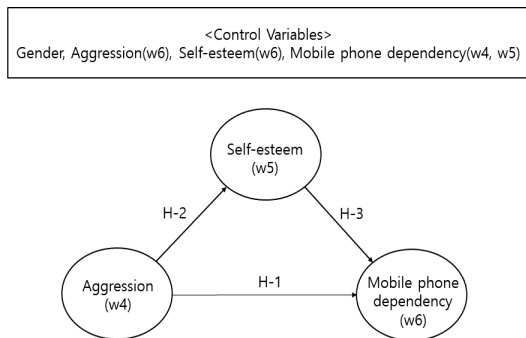 <Control Variables>
Gender, Aggression(w6), Self-esteem(w6), Mobile phone dependency(w4, w5)
Self-esteem
(w5)
H-2
H-3
Aggression
(w4)
H-1
Mobile phone
dependency
(w6)